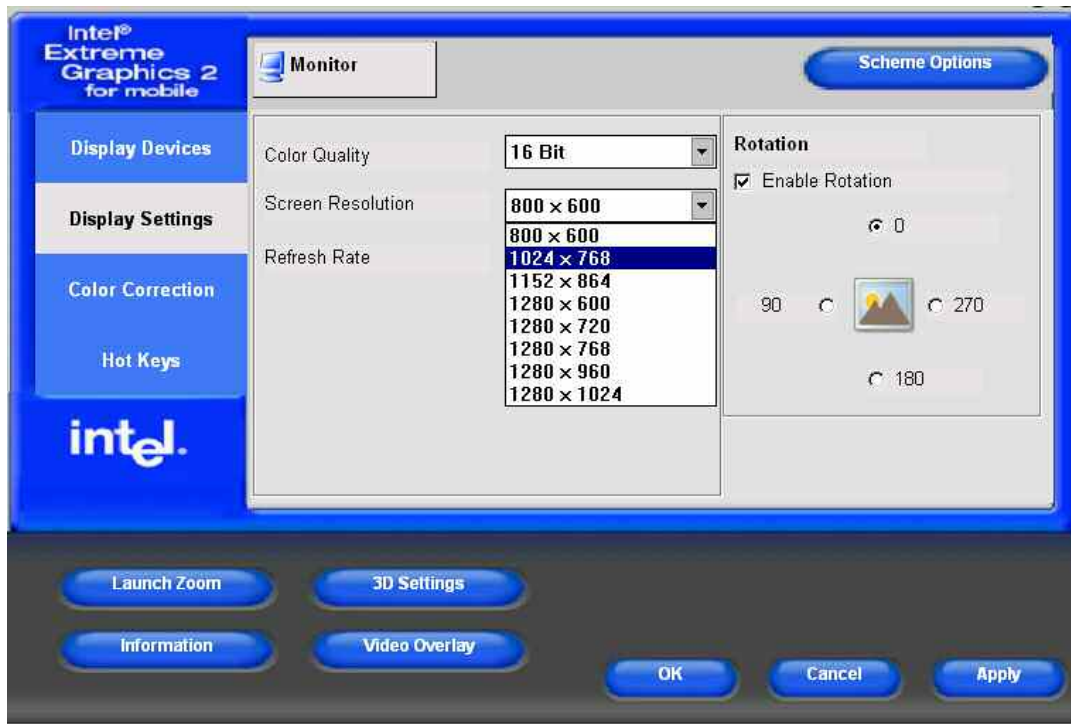 Intel®
Extreme
Graphics 2
for mobile
Monitor
Scheme Options
Display Devices
Display Settings
Color Correction
Hot Keys
intel.
Color Quality
16 Bit
Screen Resolution
800 × 600
800 × 600
1024 × 768
1152 × 864
1280 × 600
1280 × 720
1280 × 768
1280 × 960
1280 × 1024
Refresh Rate
Rotation
Enable Rotation
0
90
270
180
Launch Zoom
3D Settings
Information
Video Overlay
OK
Cancel
Apply